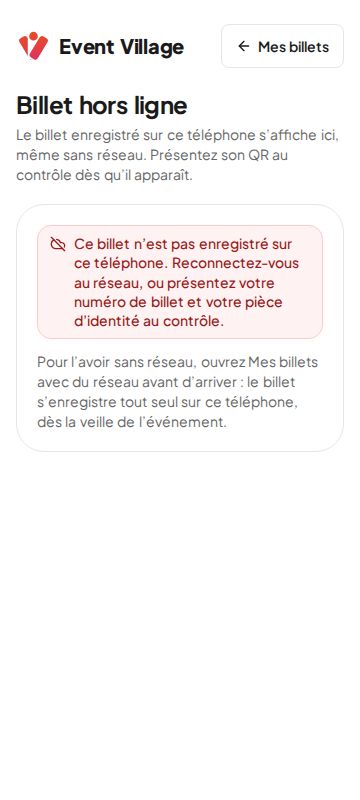 Event Village
Mes billets
Billet hors ligne
Le billet enregistré sur ce téléphone s’affiche ici,
même sans réseau. Présentez son QR au
contrôle dès qu’il apparaît.
Ce billet n’est pas enregistré sur
ce téléphone. Reconnectez-vous
au réseau, ou présentez votre
numéro de billet et votre pièce
d’identité au contrôle.
Pour l’avoir sans réseau, ouvrez Mes billets
avec du réseau avant d’arriver : le billet
s’enregistre tout seul sur ce téléphone,
dès la veille de l’événement.